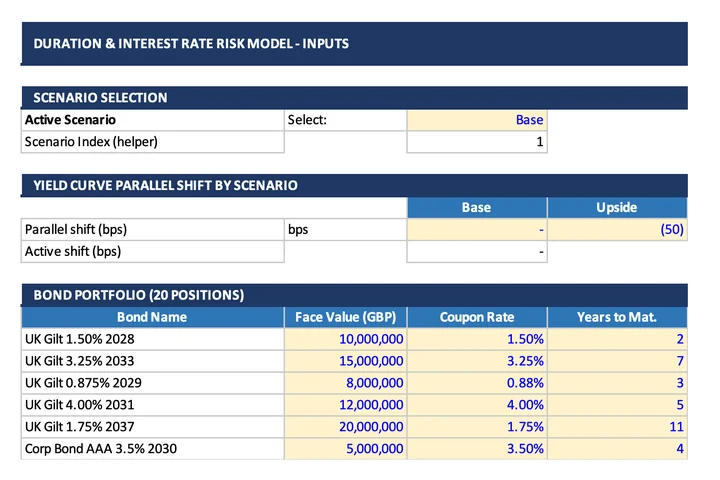 DURATION & INTEREST RATE RISK MODEL - INPUTS
SCENARIO SELECTION
Active Scenario Select: Base
Scenario Index (helper) 1
YIELD CURVE PARALLEL SHIFT BY SCENARIO
Base Upside
Parallel shift (bps) bps - (50)
Active shift (bps) -
BOND PORTFOLIO (20 POSITIONS)
Bond Name Face Value (GBP) Coupon Rate Years to Mat.
UK Gilt 1.50% 2028 10,000,000 1.50% 2
UK Gilt 3.25% 2033 15,000,000 3.25% 7
UK Gilt 0.875% 2029 8,000,000 0.88% 3
UK Gilt 4.00% 2031 12,000,000 4.00% 5
UK Gilt 1.75% 2037 20,000,000 1.75% 11
Corp Bond AAA 3.5% 2030 5,000,000 3.50% 4